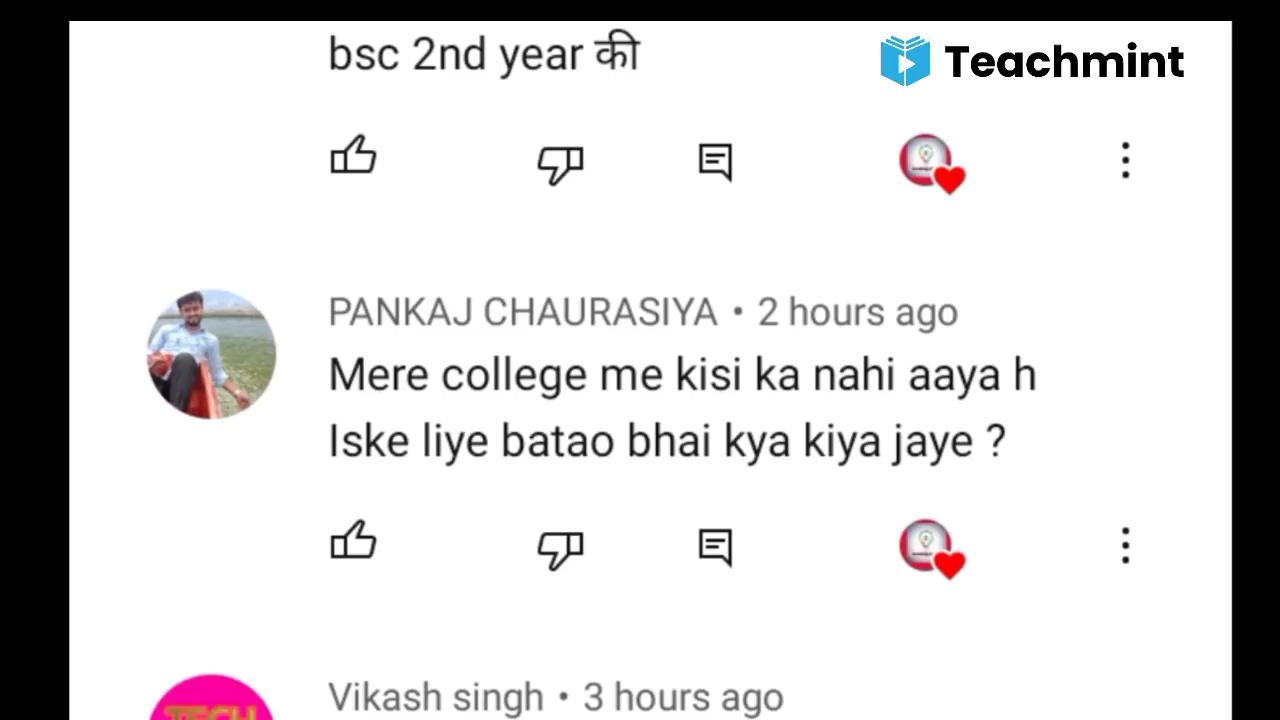 bsc 2nd year की
Teachmint
PANKAJ CHAURASIYA • 2 hours ago
Mere college me kisi ka nahi aaya h
Iske liye batao bhai kya kiya jaye ?
Vikash singh • 3 hours ago
TECH